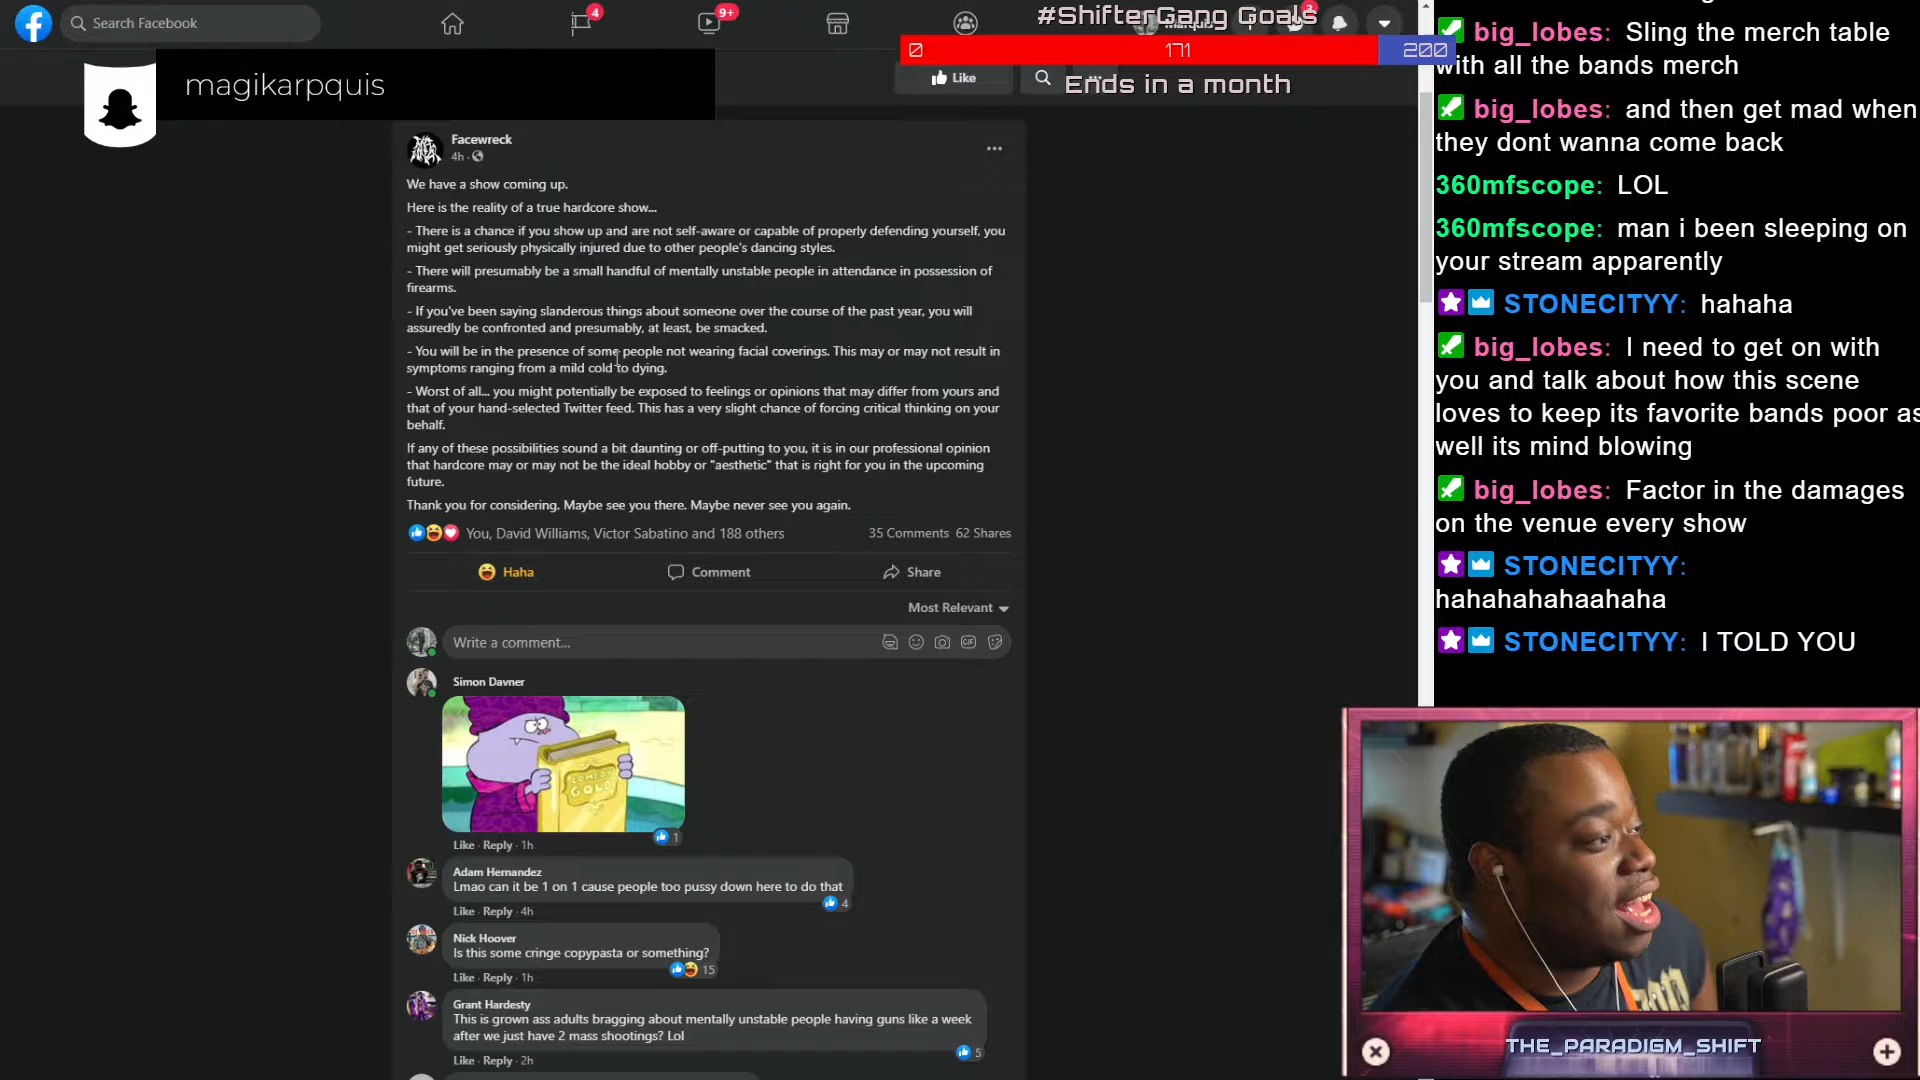 Search Facebook
4
9+
#ShifterGang Goals
0
171
200
Ends in a month
magikarpquis
Like
Facewreck
4h
We have a show coming up.
Here is the reality of a true hardcore show...
- There is a chance if you show up and are not self-aware or capable of properly defending yourself, you
might get seriously physically injured due to other people's dancing styles.
- There will presumably be a small handful of mentally unstable people in attendance in possession of
firearms.
- If you've been saying slanderous things about someone over the course of the past year, you will
assuredly be confronted and presumably, at least, be smacked.
- You will be in the presence of some people not wearing facial coverings. This may or may not result in
symptoms ranging from a mild cold to dying.
- Worst of all... you might potentially be exposed to feelings or opinions that may differ from yours and
that of your hand-selected Twitter feed. This has a very slight chance of forcing critical thinking on your
behalf.
If any of these possibilities sound a bit daunting or off-putting to you, it is in our professional opinion
that hardcore may or may not be the ideal hobby or "aesthetic" that is right for you in the upcoming
future.
Thank you for considering. Maybe see you there. Maybe never see you again.
You, David Williams, Victor Sabatino and 188 others
35 Comments 62 Shares
Haha
Comment
Share
Most Relevant
Write a comment...
GIF
Simon Davner
COMEDY
GOLD
1
Like · Reply · 1h
Adam Hernandez
Lmao can it be 1 on 1 cause people too pussy down here to do that
4
Like · Reply · 4h
Nick Hoover
Is this some cringe copypasta or something?
15
Like · Reply · 1h
Grant Hardesty
This is grown ass adults bragging about mentally unstable people having guns like a week
after we just have 2 mass shootings? Lol
5
Like · Reply · 2h
big_lobes: Sling the merch table
with all the bands merch
big_lobes: and then get mad when
they dont wanna come back
360mfscope: LOL
360mfscope: man i been sleeping on
your stream apparently
STONECITYY: hahaha
big_lobes: I need to get on with
you and talk about how this scene
loves to keep its favorite bands poor as
well its mind blowing
big_lobes: Factor in the damages
on the venue every show
STONECITYY:
hahahahahaahaha
STONECITYY: I TOLD YOU
THE_PARADIGM_SHIFT